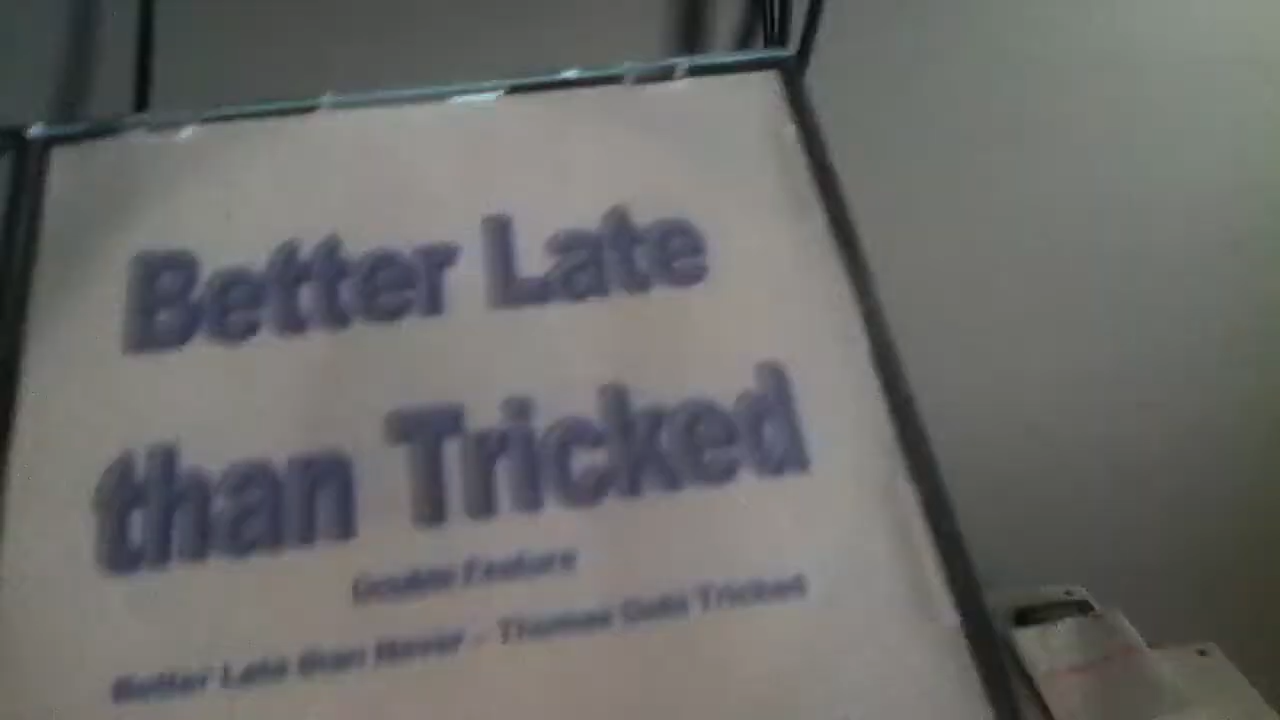 Better Late
than Tricked
Double Feature
Better Late than Never - Thomas Gets Tricked